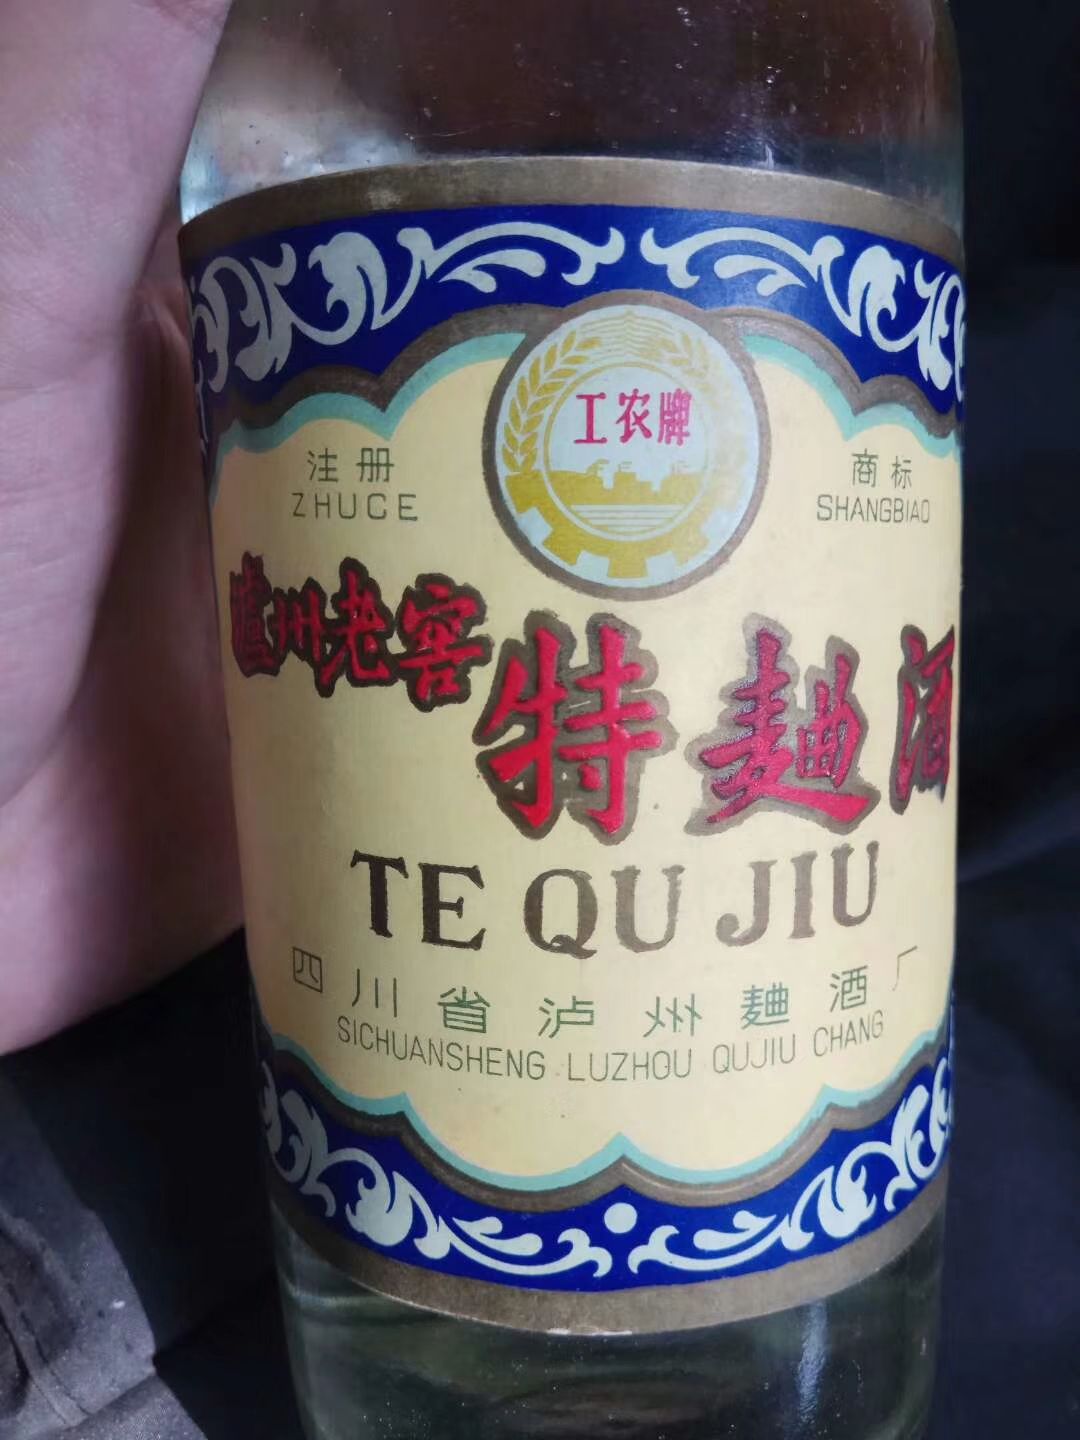 工农牌
注册
ZHUCE
商标
SHANGBIAO
瀘州老窖
特麯酒
TE QU JIU
四川省泸州麯酒厂
SICHUANSHENG LUZHOU QUJIU CHANG